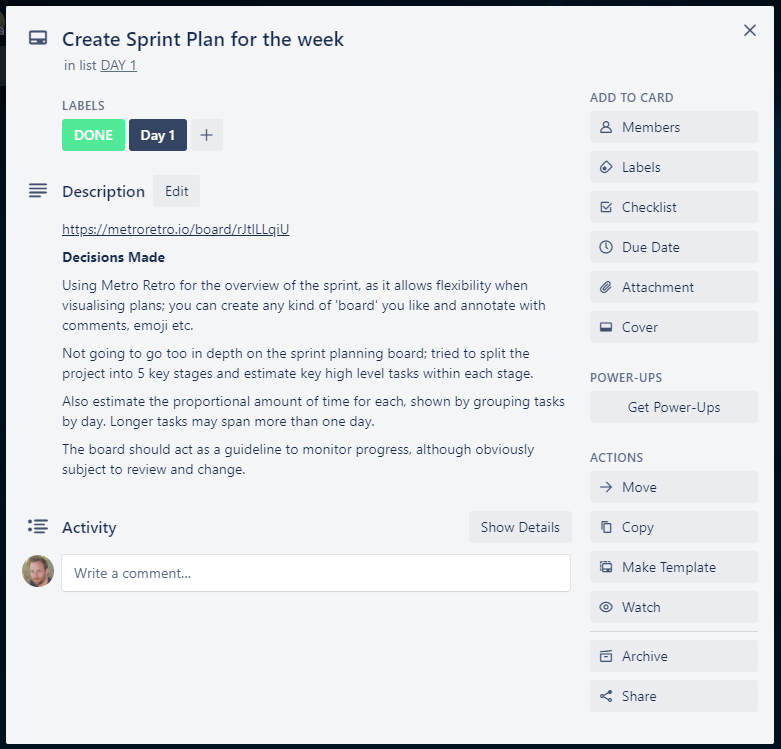 Create Sprint Plan for the week
in list DAY 1
LABELS
DONE
Day 1
Description
Edit
https://metroretro.io/board/rJtlLLqiU
Decisions Made
Using Metro Retro for the overview of the sprint, as it allows flexibility when
visualising plans; you can create any kind of 'board' you like and annotate with
comments, emoji etc.
Not going to go too in depth on the sprint planning board; tried to split the
project into 5 key stages and estimate key high level tasks within each stage.
Also estimate the proportional amount of time for each, shown by grouping tasks
by day. Longer tasks may span more than one day.
The board should act as a guideline to monitor progress, although obviously
subject to review and change.
Activity
Show Details
Write a comment...
ADD TO CARD
Members
Labels
Checklist
Due Date
Attachment
Cover
POWER-UPS
Get Power-Ups
ACTIONS
Move
Copy
Make Template
Watch
Archive
Share